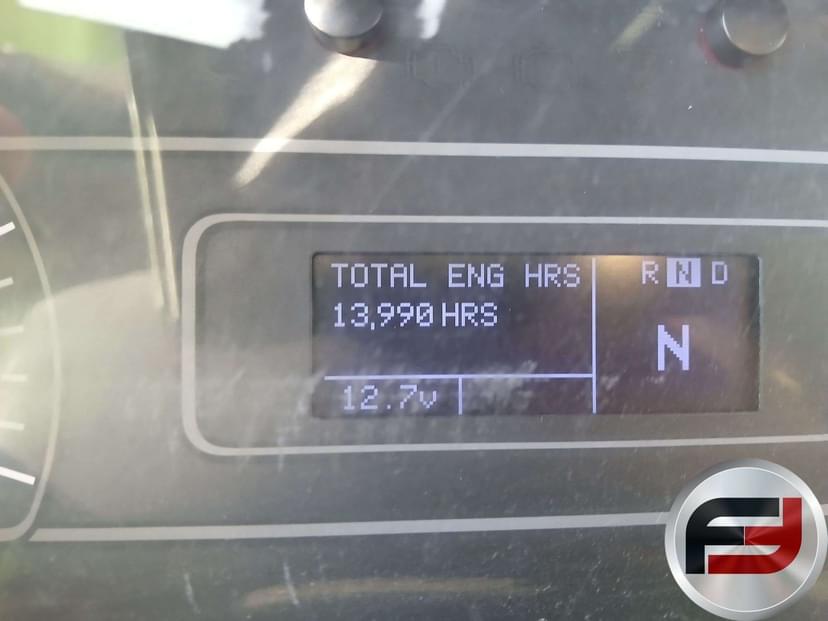 TOTAL ENG HRS
13,990 HRS
12.7v
R N D
N